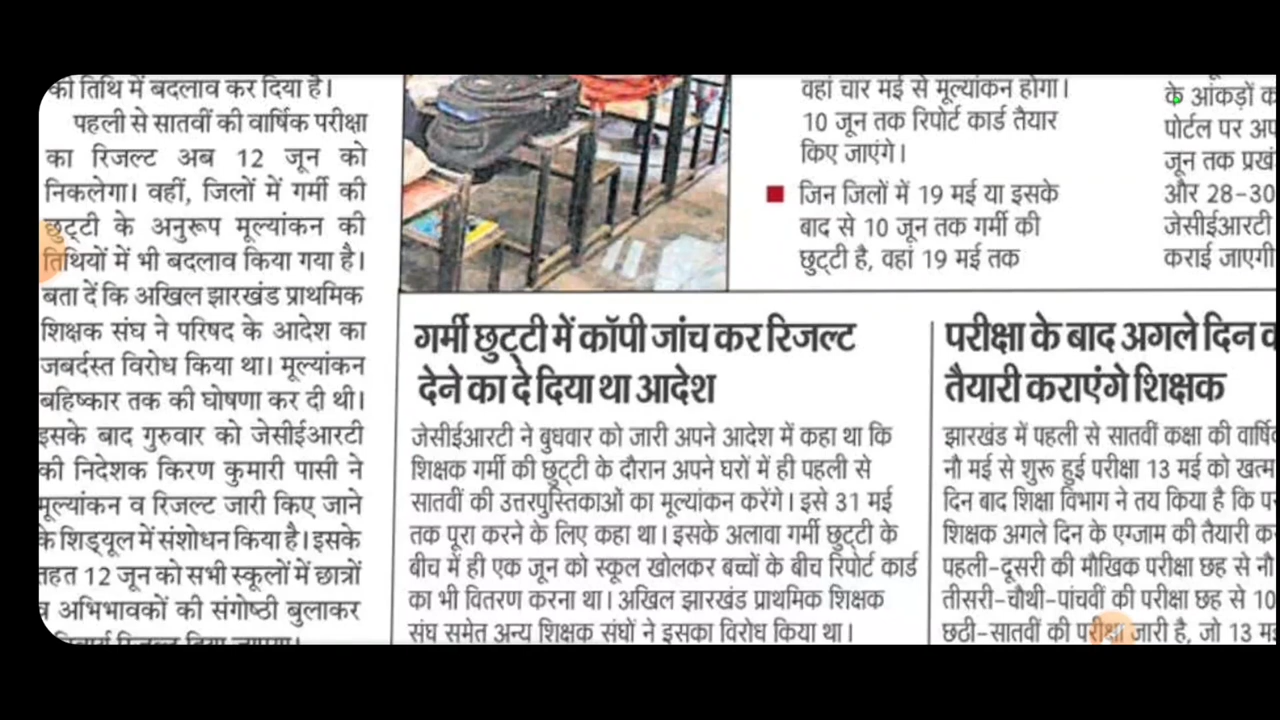 की तिथि में बदलाव कर दिया है।
पहली से सातवीं की वार्षिक परीक्षा
का रिजल्ट अब 12 जून को
निकलेगा। वहीं, जिलों में गर्मी की
छुट्टी के अनुरूप मूल्यांकन की
तिथियों में भी बदलाव किया गया है।
बता दें कि अखिल झारखंड प्राथमिक
शिक्षक संघ ने परिषद के आदेश का
जबर्दस्त विरोध किया था। मूल्यांकन
बहिष्कार तक की घोषणा कर दी थी।
इसके बाद गुरुवार को जेसीईआरटी
की निदेशक किरण कुमारी पासी ने
मूल्यांकन व रिजल्ट जारी किए जाने
के शिड्यूल में संशोधन किया है। इसके
तहत 12 जून को सभी स्कूलों में छात्रों
व अभिभावकों की संगोष्ठी बुलाकर
रिजल्ट दिया जाएगा।
वहां चार मई से मूल्यांकन होगा।
10 जून तक रिपोर्ट कार्ड तैयार
किए जाएंगे।
जिन जिलों में 19 मई या इसके
बाद से 10 जून तक गर्मी की
छुट्टी है, वहां 19 मई तक
के आंकड़ों
पोर्टल पर
जून तक
और 28-30
जेसीईआरटी
कराई जाएगी
गर्मी छुट्टी में कॉपी जांच कर रिजल्ट
देने का दे दिया था आदेश
जेसीईआरटी ने बुधवार को जारी अपने आदेश में कहा था कि
शिक्षक गर्मी की छुट्टी के दौरान अपने घरों में ही पहली से
सातवीं की उत्तरपुस्तिकाओं का मूल्यांकन करेंगे। इसे 31 मई
तक पूरा करने के लिए कहा था। इसके अलावा गर्मी छुट्टी के
बीच में ही एक जून को स्कूल खोलकर बच्चों के बीच रिपोर्ट कार्ड
का भी वितरण करना था। अखिल झारखंड प्राथमिक शिक्षक
संघ समेत अन्य शिक्षक संघों ने इसका विरोध किया था।
परीक्षा के बाद अगले दिन
तैयारी कराएंगे शिक्षक
झारखंड में पहली से सातवीं कक्षा की
नौ मई से शुरू हुई परीक्षा 13 मई को
दिन बाद शिक्षा विभाग ने तय किया है कि
शिक्षक अगले दिन के एग्जाम की तैयारी
पहली-दूसरी की मौखिक परीक्षा छह से नौ
तीसरी-चौथी-पांचवीं की परीक्षा छह से 10
छठी-सातवीं की परीक्षा जारी है, जो 13